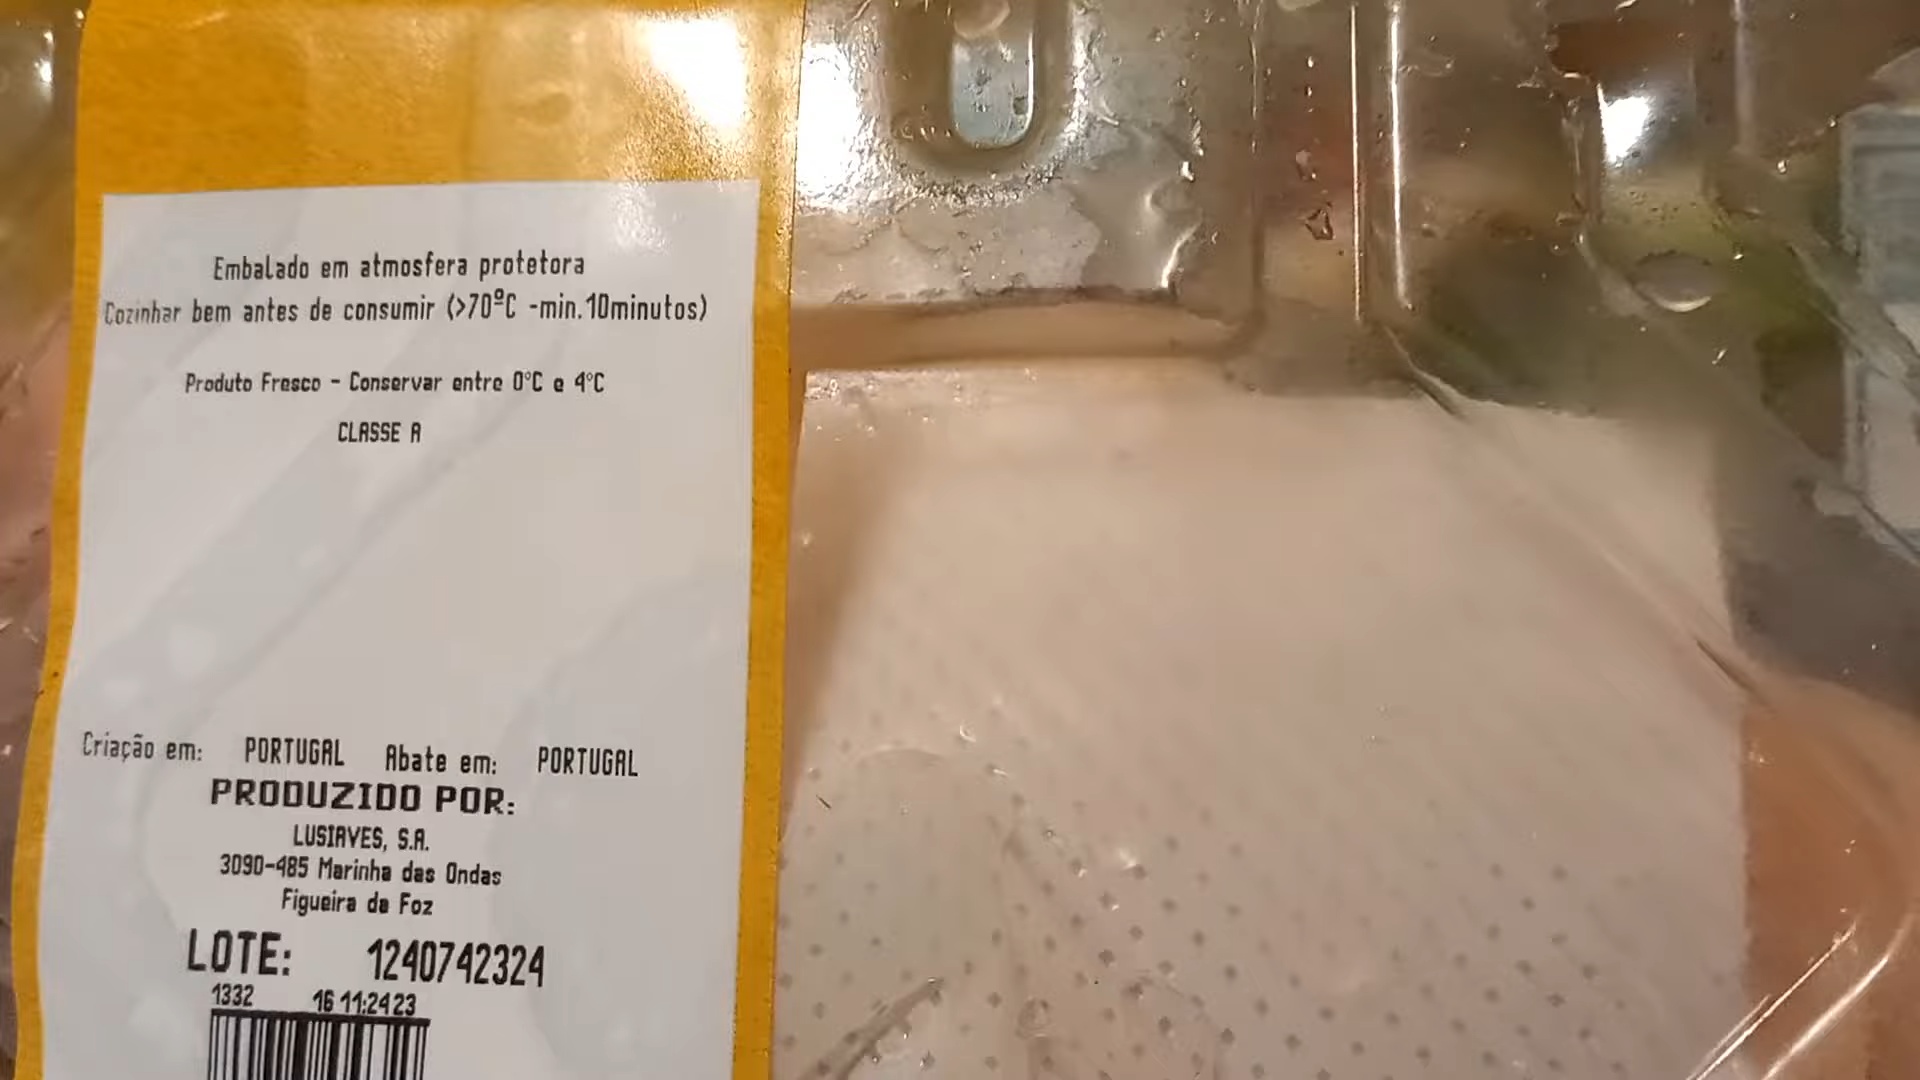 Embalado em atmosfera protetora
Cozinhar bem antes de consumir (>70ºC -min.10minutos)
Produto Fresco - Conservar entre 0°C e 4°C
CLASSE A
Criação em: PORTUGAL Abate em: PORTUGAL
PRODUZIDO POR:
LUSIAVES, S.A.
3090-485 Marinha das Ondas
Figueira da Foz
LOTE: 1240742324
1332 16 11:24 23